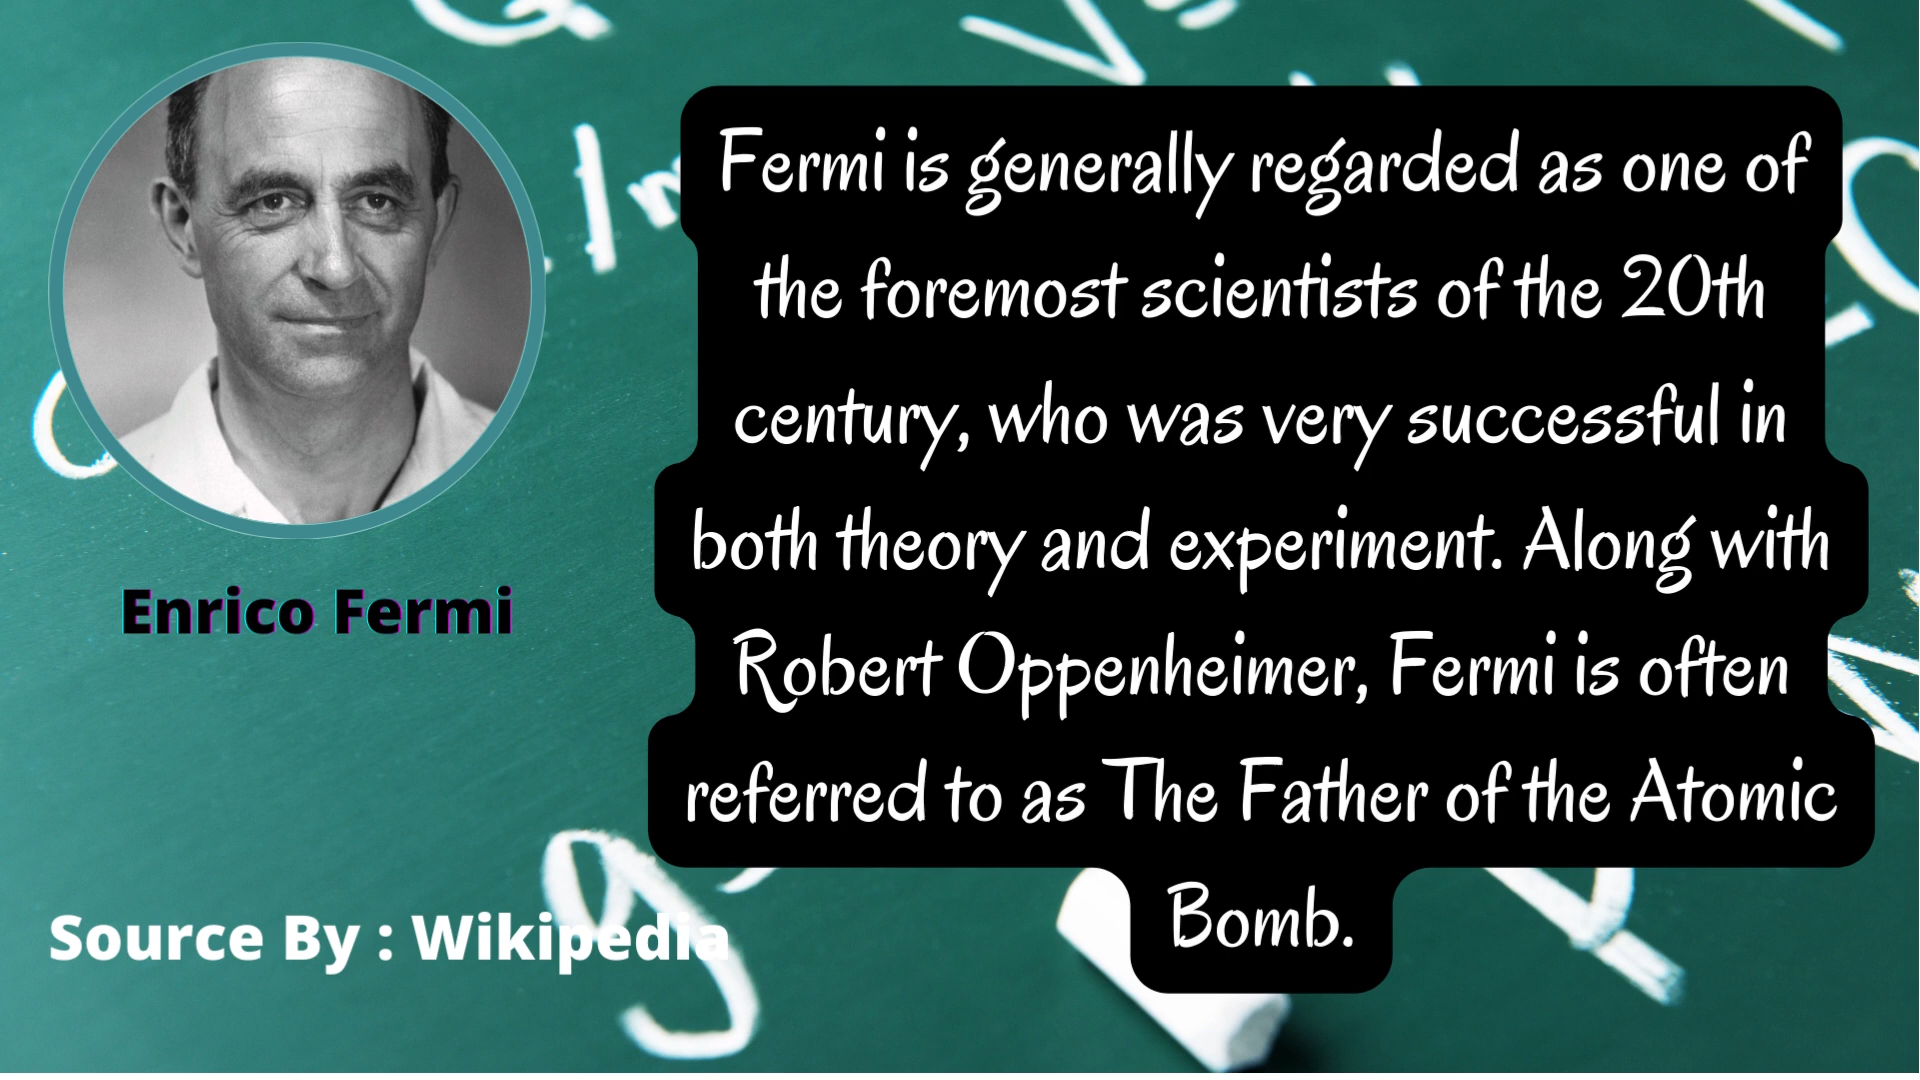 Enrico Fermi
Fermi is generally regarded as one of
the foremost scientists of the 20th
century, who was very successful in
both theory and experiment. Along with
Robert Oppenheimer, Fermi is often
referred to as The Father of the Atomic
Bomb.
Source By : Wikipedia